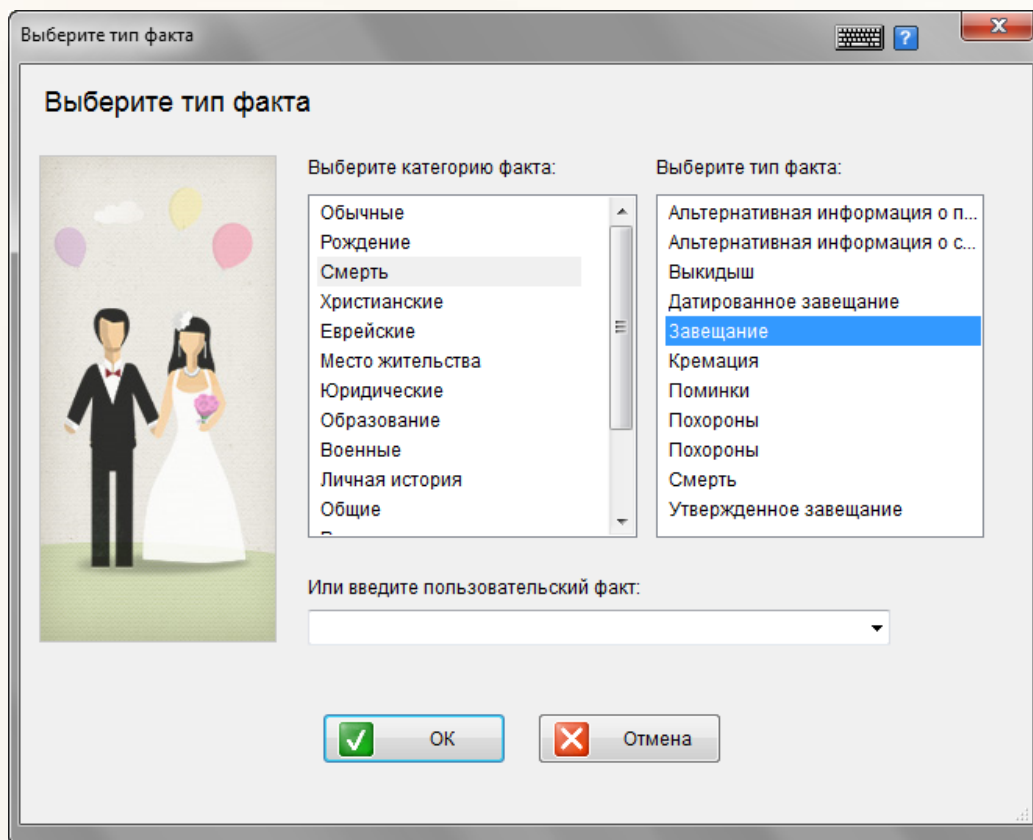 Выберите тип факта
?
Выберите тип факта
Выберите категорию факта:
Обычные
Рождение
Смерть
Христианские
Еврейские
Место жительства
Юридические
Образование
Военные
Личная история
Общие
Выберите тип факта:
Альтернативная информация о п...
Альтернативная информация о с...
Выкидыш
Датированное завещание
Завещание
Кремация
Поминки
Похороны
Похороны
Смерть
Утвержденное завещание
Или введите пользовательский факт:
ОК
Отмена